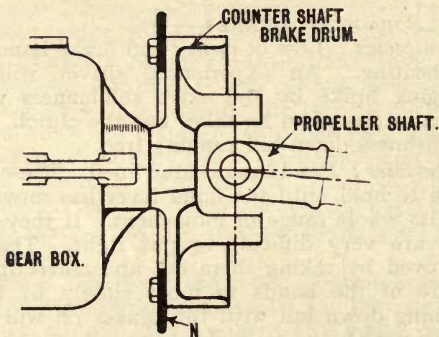 COUNTER SHAFT
BRAKE DRUM.
PROPELLER SHAFT.
GEAR BOX.
N